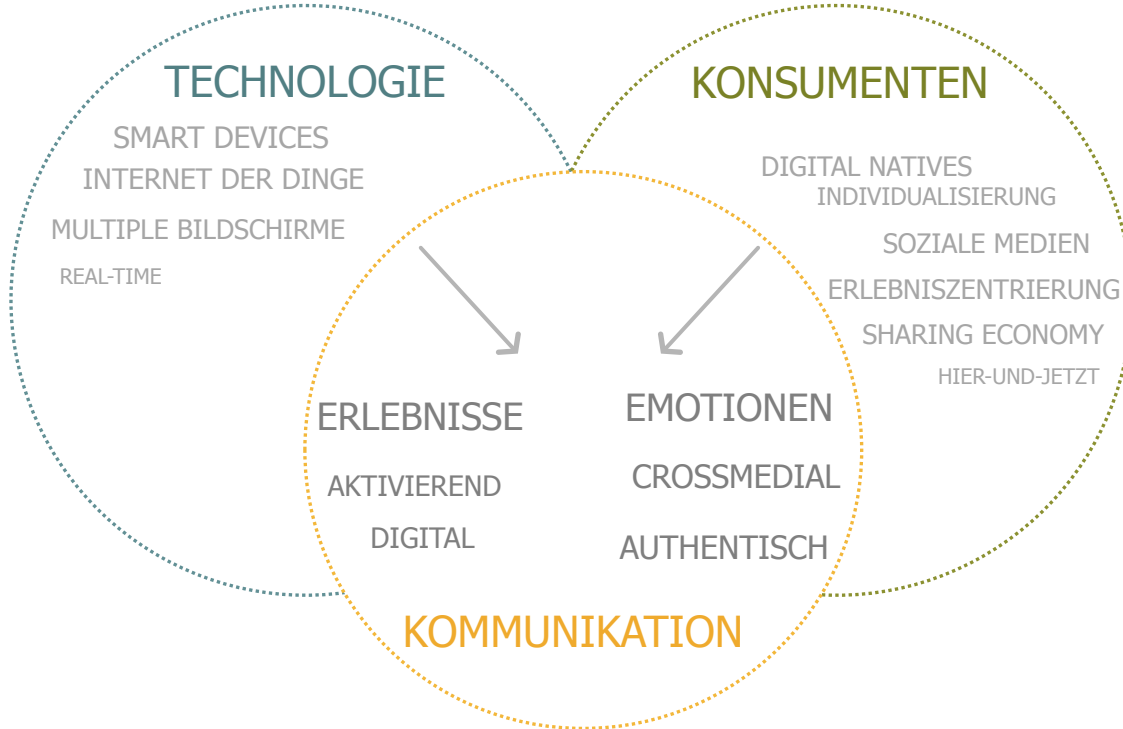 TECHNOLOGIE
SMART DEVICES
INTERNET DER DINGE
MULTIPLE BILDSCHIRME
REAL-TIME
KONSUMENTEN
DIGITAL NATIVES
INDIVIDUALISIERUNG
SOZIALE MEDIEN
ERLEBNISZENTRIERUNG
SHARING ECONOMY
HIER-UND-JETZT
ERLEBNISSE
AKTIVIEREND
DIGITAL
EMOTIONEN
CROSSMEDIAL
AUTHENTISCH
KOMMUNIKATION